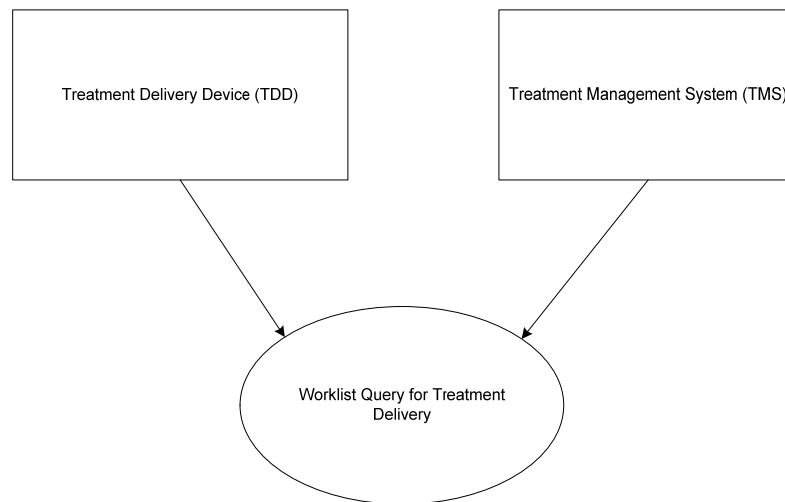 Treatment Delivery Device (TDD)
Treatment Management System (TMS)
Worklist Query for Treatment
Delivery